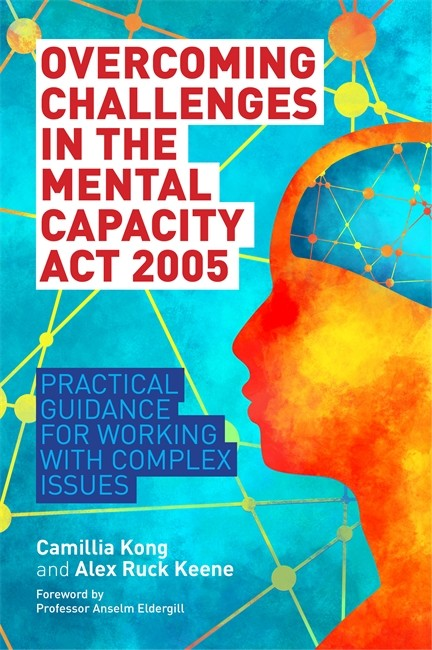 OVERCOMING
CHALLENGES
IN THE
MENTAL
CAPACITY
ACT 2005
PRACTICAL
GUIDANCE
FOR WORKING
WITH COMPLEX
ISSUES
Camillia Kong
and Alex Ruck Keene
Foreword by
Professor Anselm Eldergill